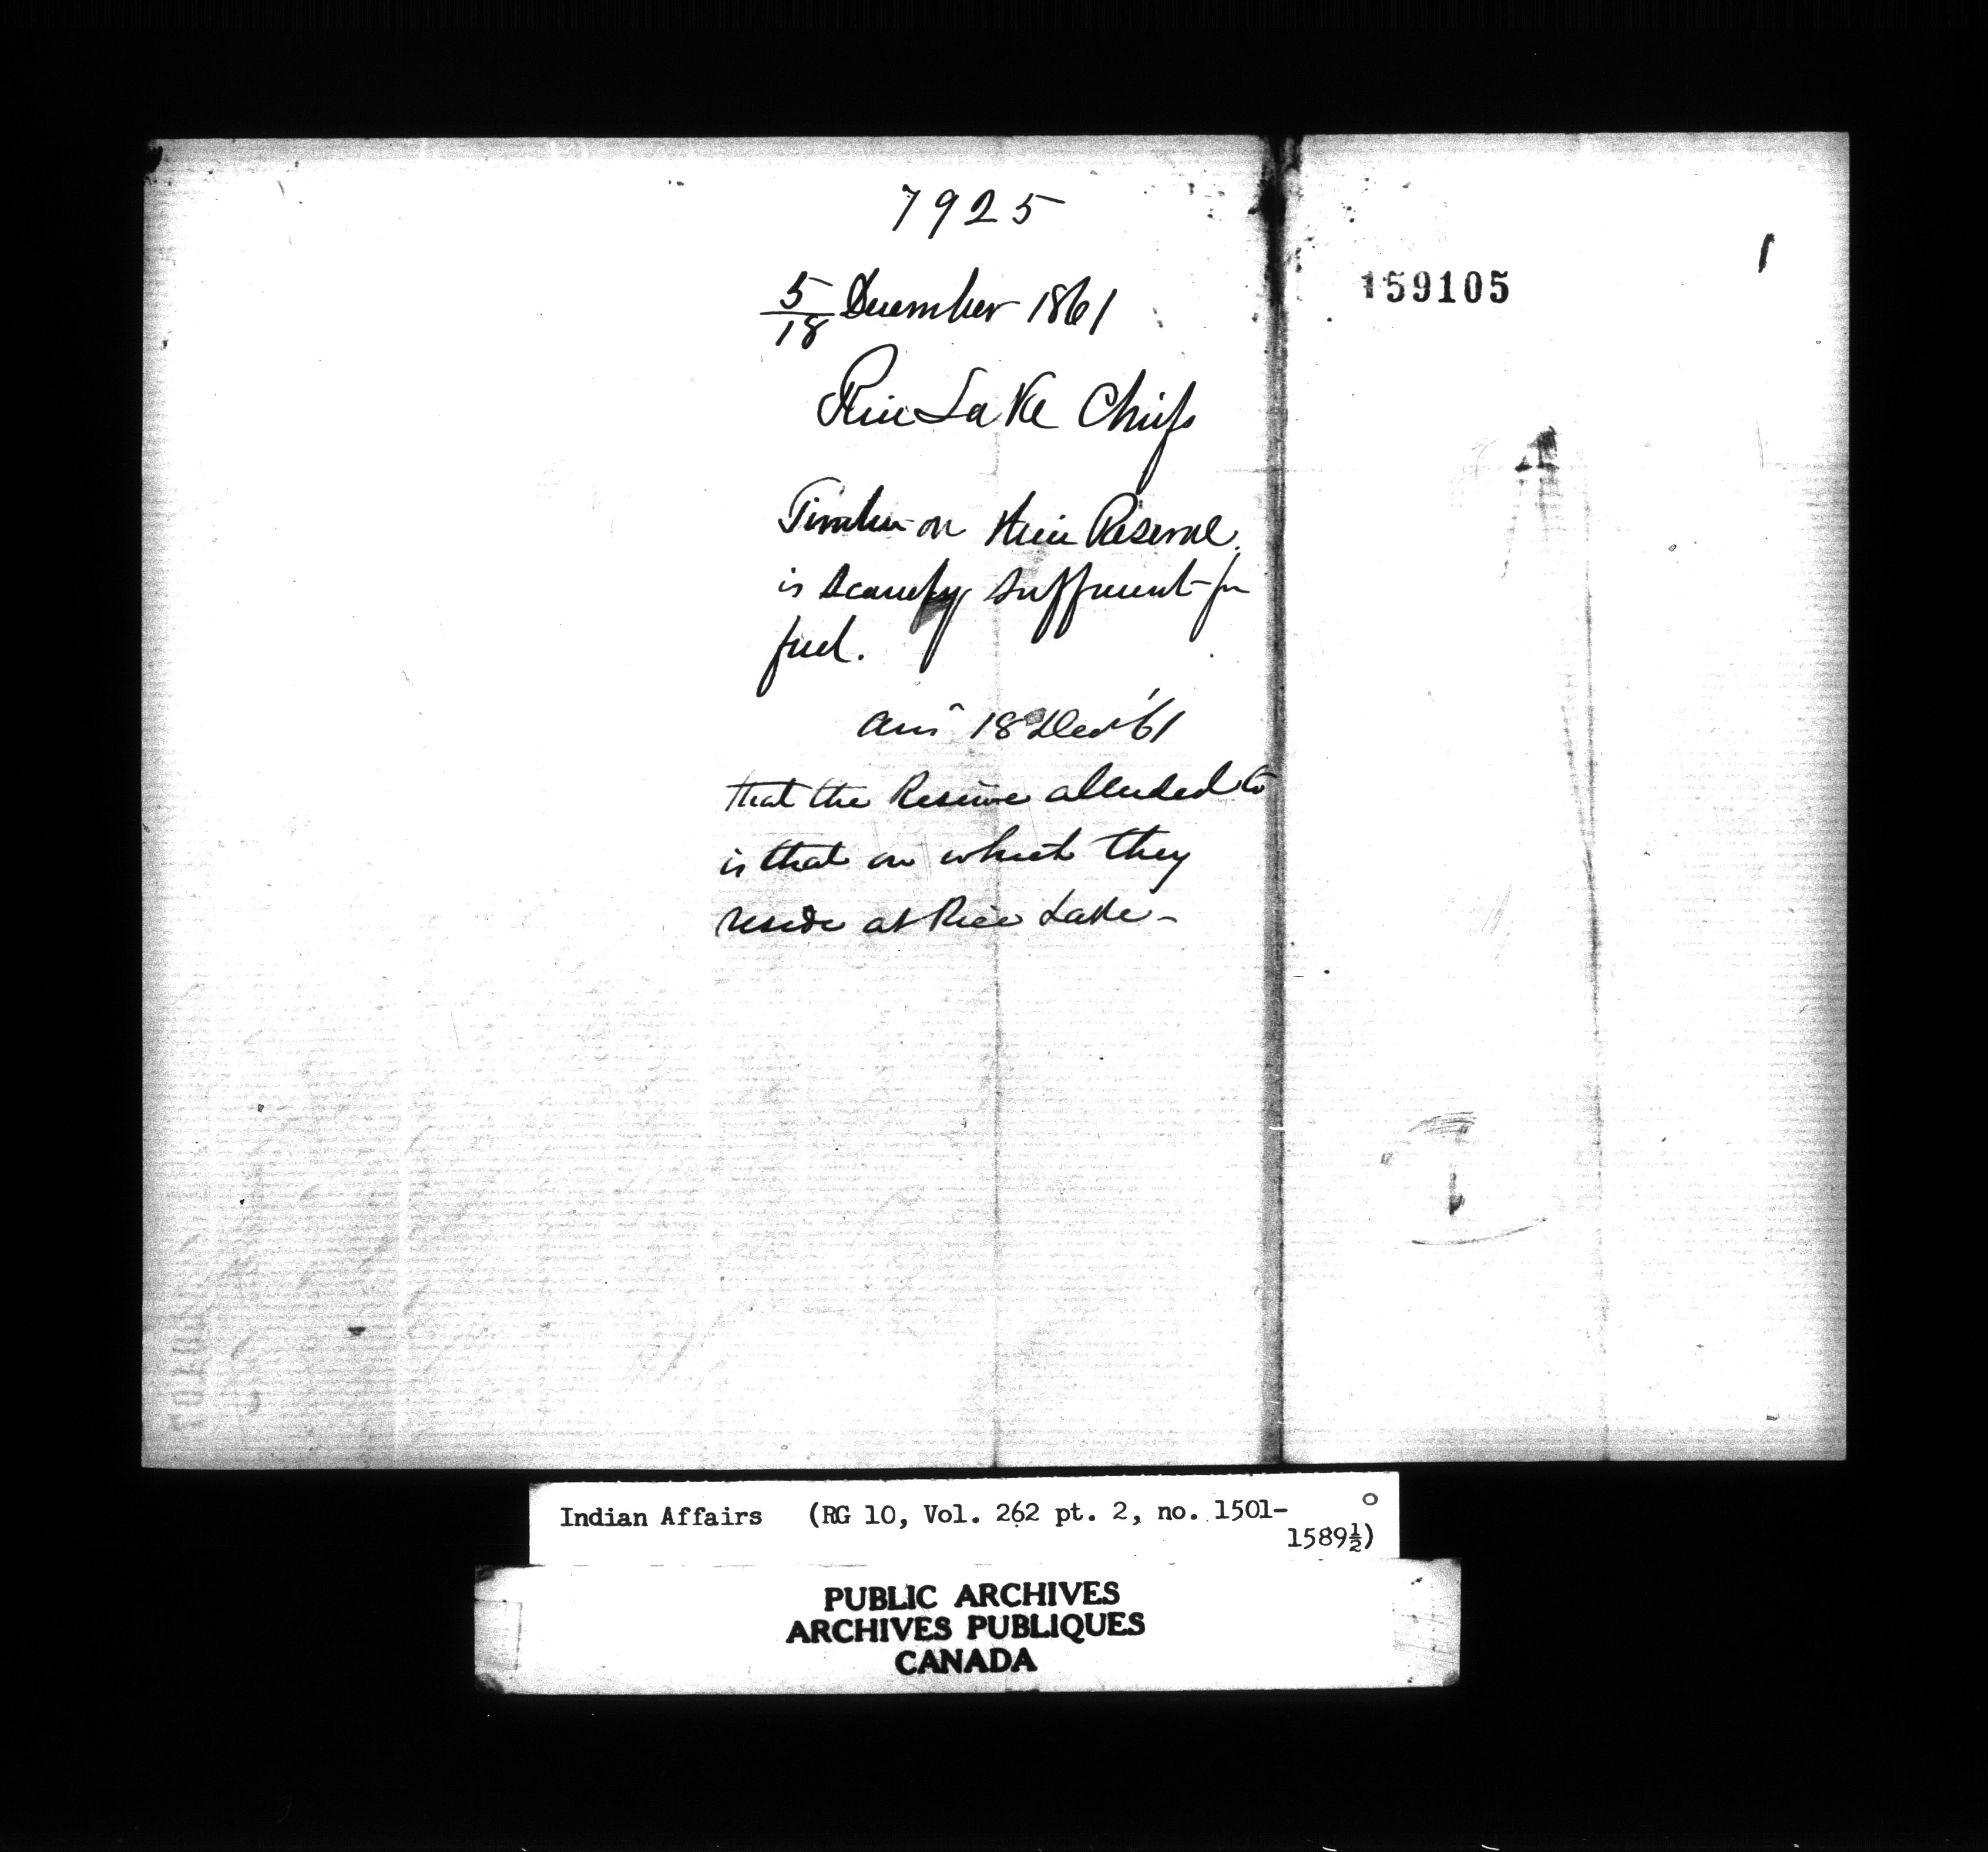 7925
5/18 December 1861
Rice Lake Chiefs
Timber on their Reserve
is scarcely sufficient for
fuel.
Ans^d 18 Dec '61
that the Reserve alluded to
is that on which they
reside at Rice Lake -
159105
1
Indian Affairs (RG 10, Vol. 262 pt. 2, no. 1501-
1589½)
PUBLIC ARCHIVES
ARCHIVES PUBLIQUES
CANADA